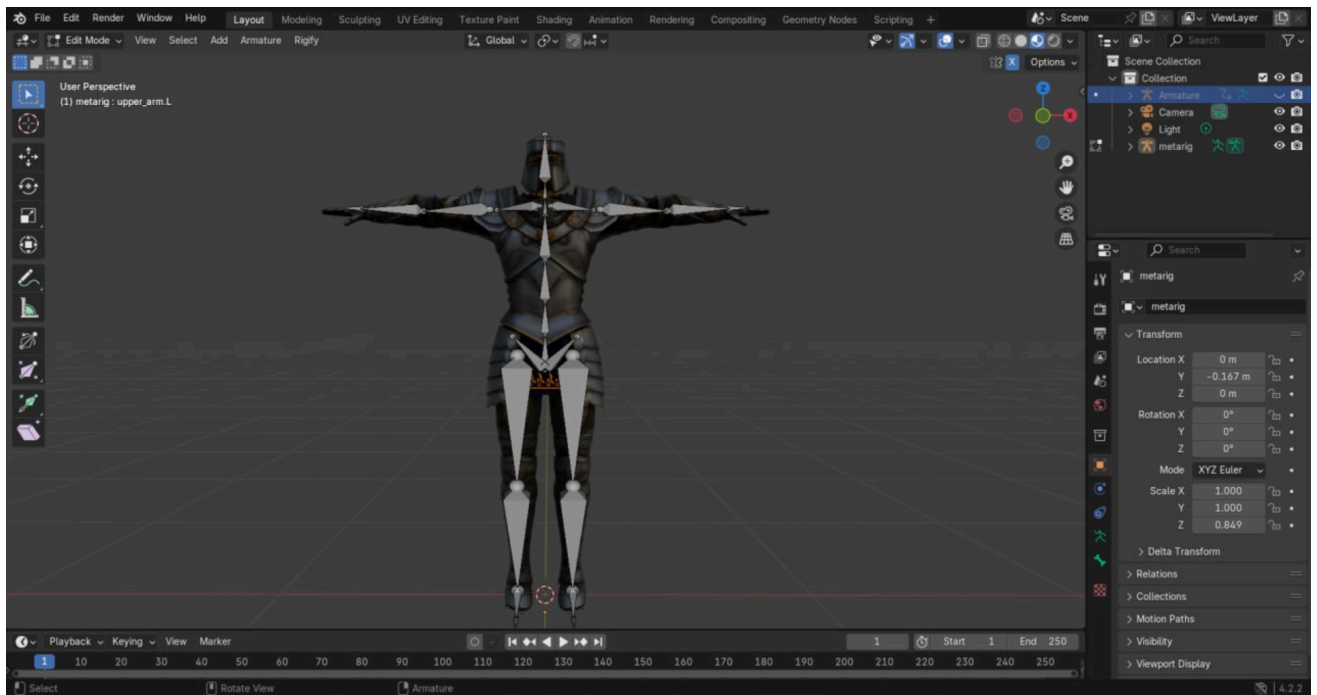 File Edit Render Window Help Layout Modeling Sculpting UV Editing Texture Paint Shading Animation Rendering Compositing Geometry Nodes Scripting + Scene ViewLayer
Edit Mode View Select Add Armature Rigify Global Search
X Options
User Perspective
(1) metarig : upper_arm.L
Z
X
Scene Collection
Collection
Armature
Camera
Light
metarig
Search
metarig
metarig
Transform
Location X 0 m
Y -0.167 m
Z 0 m
Rotation X 0°
Y 0°
Z 0°
Mode XYZ Euler
Scale X 1.000
Y 1.000
Z 0.849
Delta Transform
Relations
Collections
Motion Paths
Visibility
Viewport Display
Playback Keying View Marker 1 Start 1 End 250
1 10 20 30 40 50 60 70 80 90 100 110 120 130 140 150 160 170 180 190 200 210 220 230 240 250
Select Rotate View Armature 4.2.2